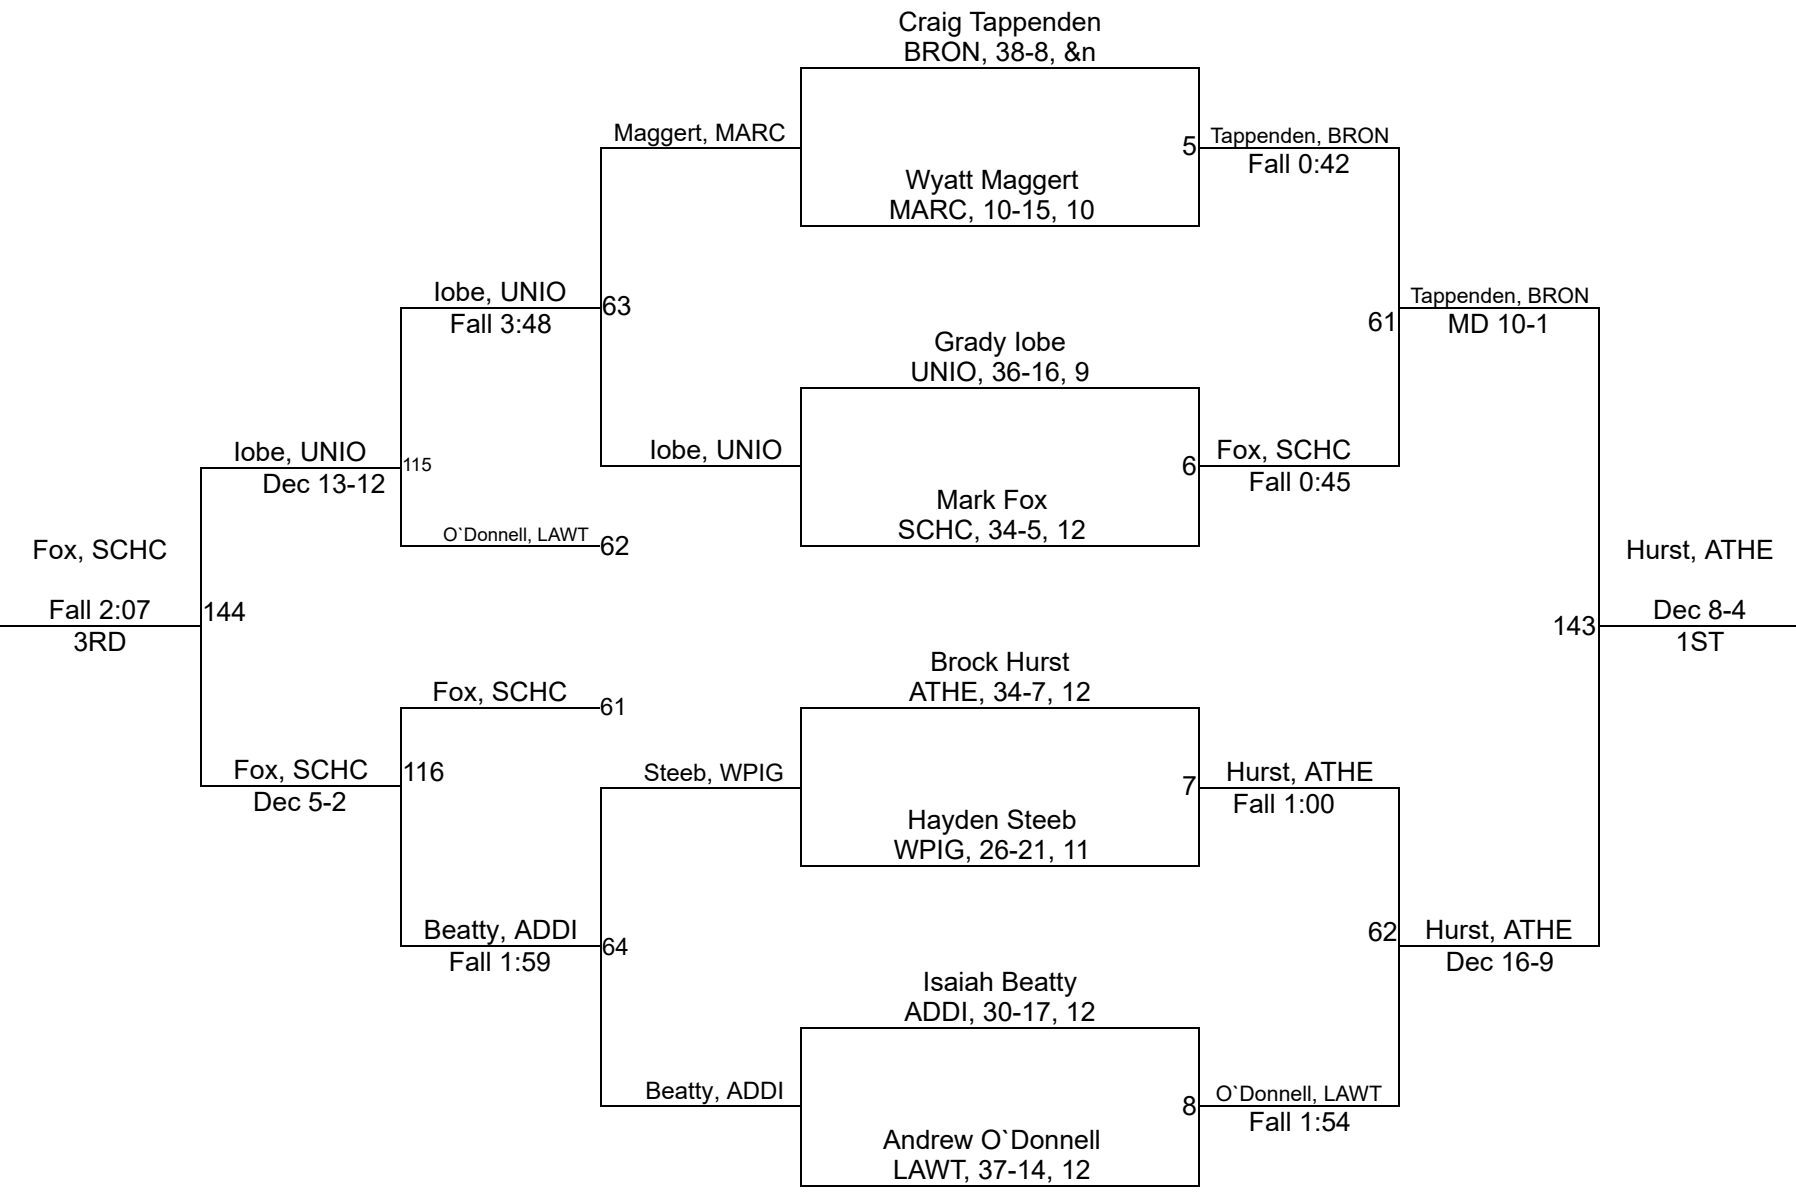 Craig Tappenden
BRON, 38-8, &n
Maggert, MARC
5
Tappenden, BRON
Fall 0:42
Wyatt Maggert
MARC, 10-15, 10
Iobe, UNIO
Fall 3:48
63
61
Tappenden, BRON
MD 10-1
Grady Iobe
UNIO, 36-16, 9
Iobe, UNIO
Dec 13-12
115
Iobe, UNIO
6
Fox, SCHC
Fall 0:45
Mark Fox
SCHC, 34-5, 12
O`Donnell, LAWT
62
Fox, SCHC
Fall 2:07
3RD
144
143
Hurst, ATHE
Dec 8-4
1ST
Brock Hurst
ATHE, 34-7, 12
Fox, SCHC
61
Fox, SCHC
Dec 5-2
116
Steeb, WPIG
7
Hurst, ATHE
Fall 1:00
Hayden Steeb
WPIG, 26-21, 11
Beatty, ADDI
Fall 1:59
64
62
Hurst, ATHE
Dec 16-9
Isaiah Beatty
ADDI, 30-17, 12
Beatty, ADDI
8
O`Donnell, LAWT
Fall 1:54
Andrew O`Donnell
LAWT, 37-14, 12